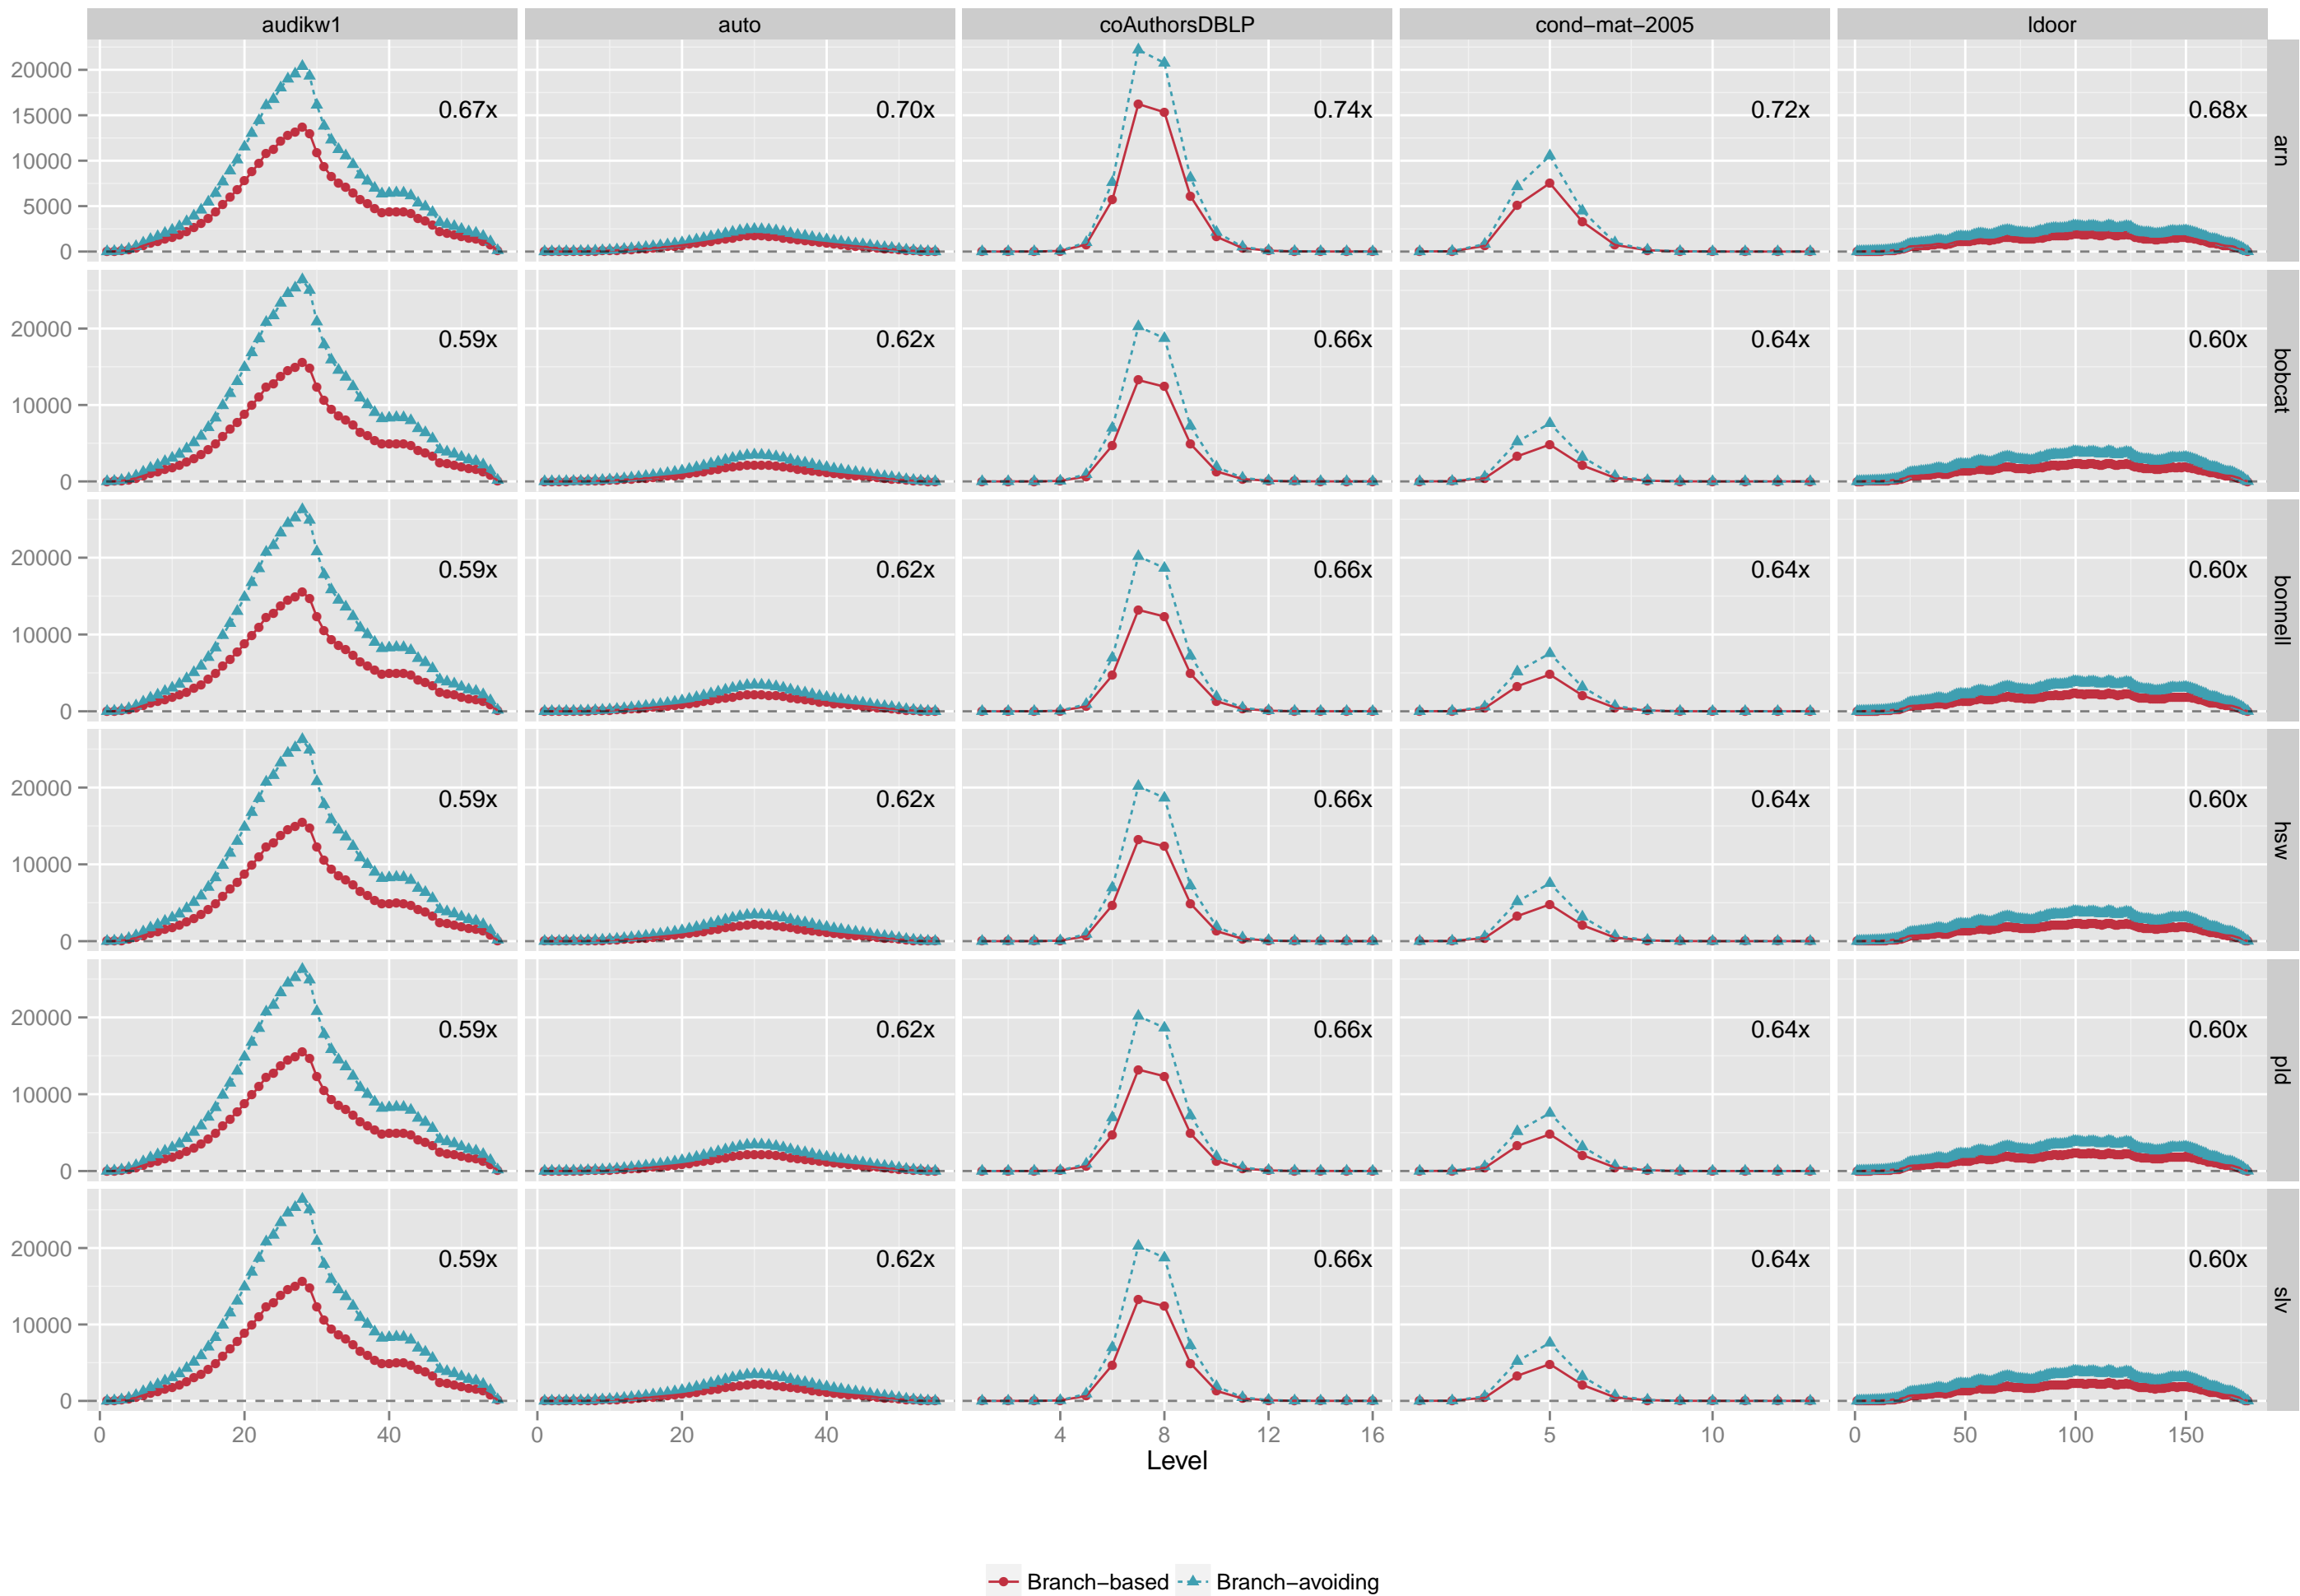 audikw1 auto coAuthorsDBLP cond−mat−2005 ldoor
20000
15000 0.67x 0.70x 0.74x 0.72x 0.68x
10000 arn
5000
0
20000 0.59x 0.62x 0.66x 0.64x 0.60x
10000 bobcat
0
20000 0.59x 0.62x 0.66x 0.64x 0.60x
10000 bonnell
0
20000 0.59x 0.62x 0.66x 0.64x 0.60x
10000 hsw
0
20000 0.59x 0.62x 0.66x 0.64x 0.60x
10000 pld
0
20000 0.59x 0.62x 0.66x 0.64x 0.60x
10000 slv
0
0 20 40 0 20 40 4 8 12 16 5 10 0 50 100 150
Level
Branch−based Branch−avoiding